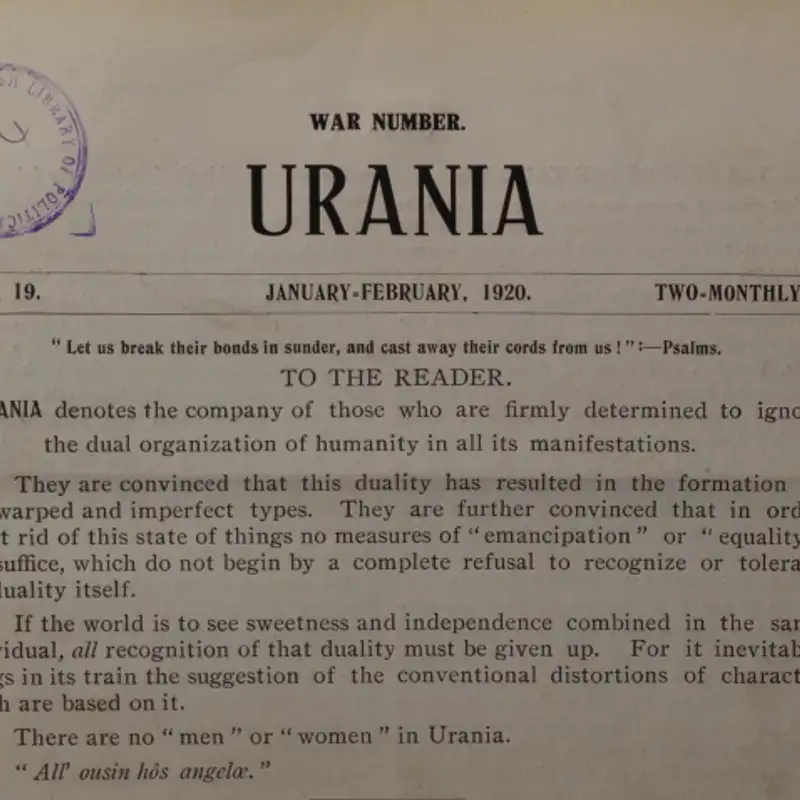 WAR NUMBER.
URANIA
LIBRARY OF POLITICA
19.
JANUARY-FEBRUARY, 1920.
TWO-MONTHLY
" Let us break their bonds in sunder, and cast away their cords from us ! " :—Psalms.
TO THE READER.
ANIA denotes the company of those who are firmly determined to igno
the dual organization of humanity in all its manifestations.
They are convinced that this duality has resulted in the formation
warped and imperfect types. They are further convinced that in ord
t rid of this state of things no measures of " emancipation " or " equality
suffice, which do not begin by a complete refusal to recognize or tolera
luality itself.
If the world is to see sweetness and independence combined in the sam
vidual, all recognition of that duality must be given up. For it inevitab
gs in its train the suggestion of the conventional distortions of charact
h are based on it.
There are no " men " or " women " in Urania.
" All' ousin hôs angelœ. "